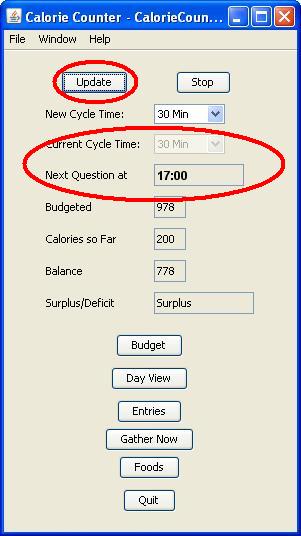 Calorie Counter - CalorieCoun...
File Window Help
Update Stop
New Cycle Time: 30 Min
Current Cycle Time: 30 Min
Next Question at 17:00
Budgeted 978
Calories so Far 200
Balance 778
Surplus/Deficit Surplus
Budget
Day View
Entries
Gather Now
Foods
Quit